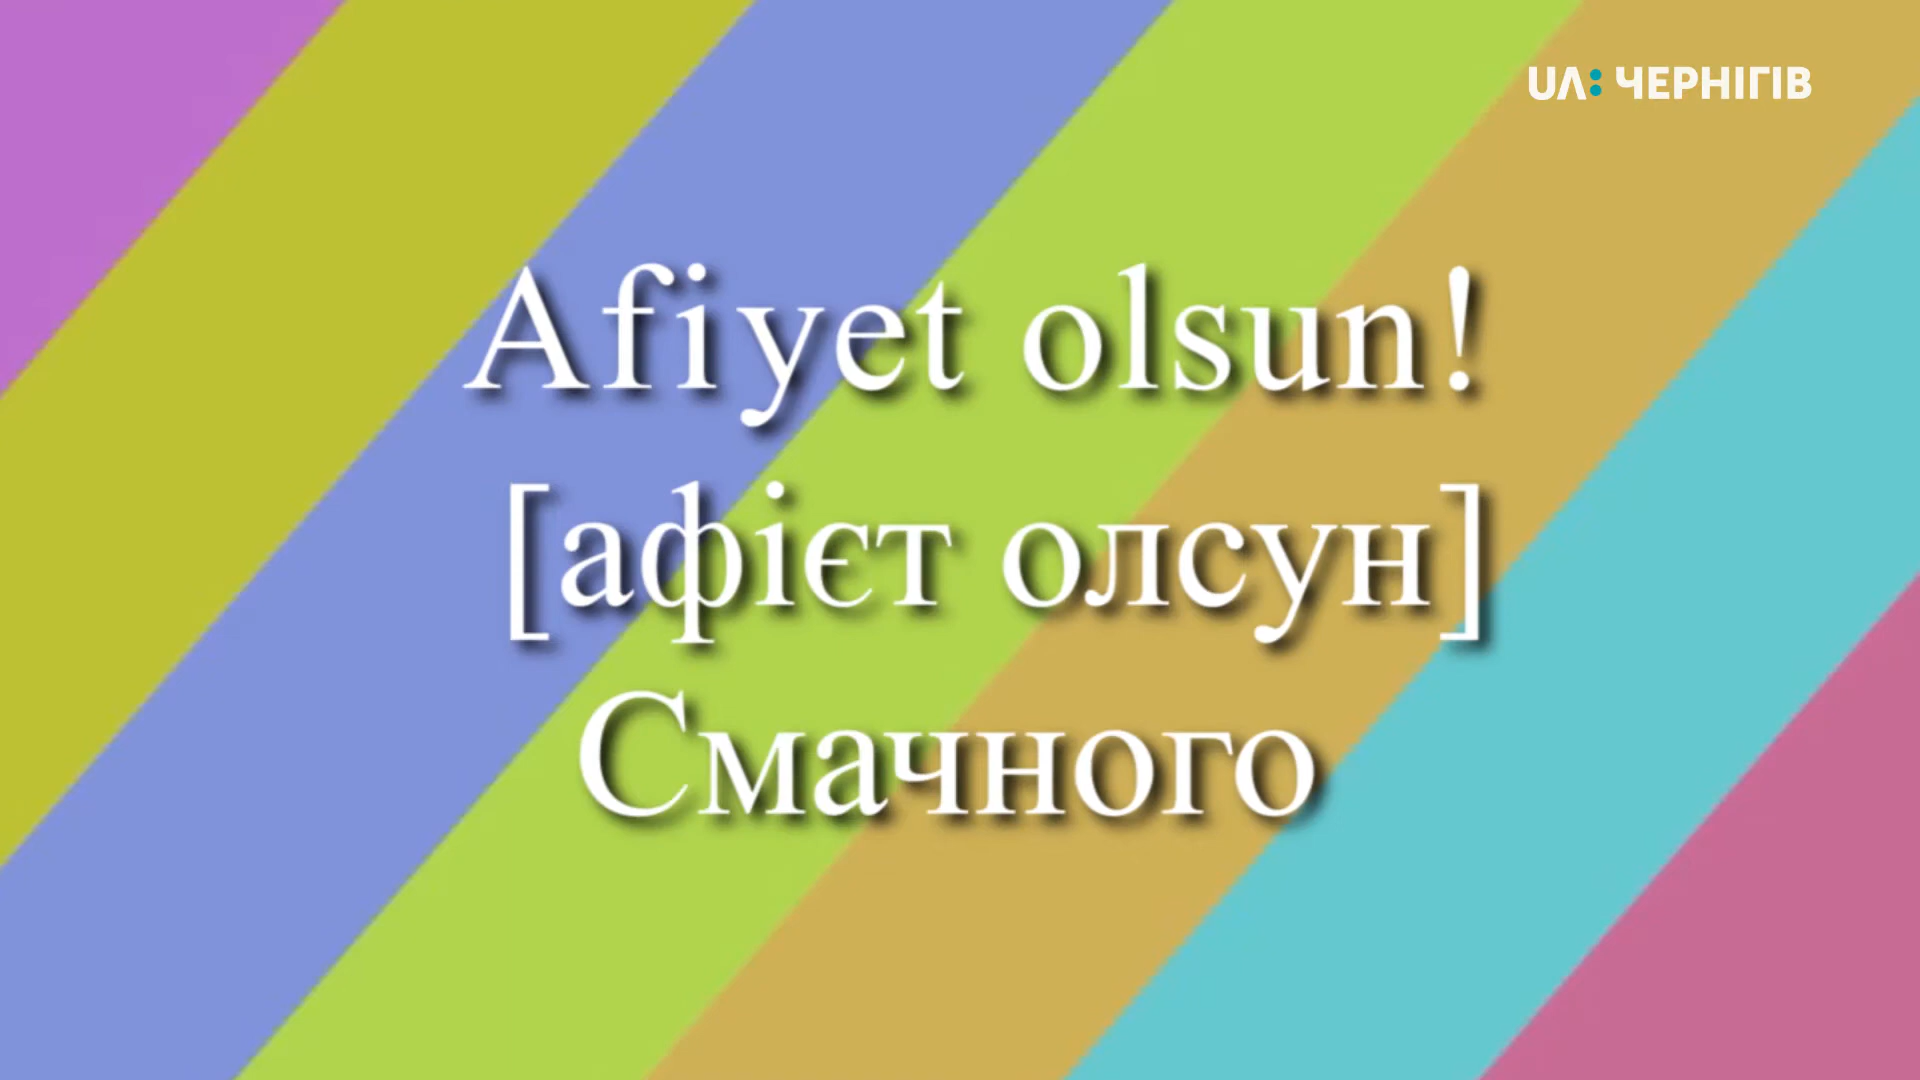 UA: ЧЕРНІГІВ
Afiyet olsun!
[афієт олсун]
Смачного